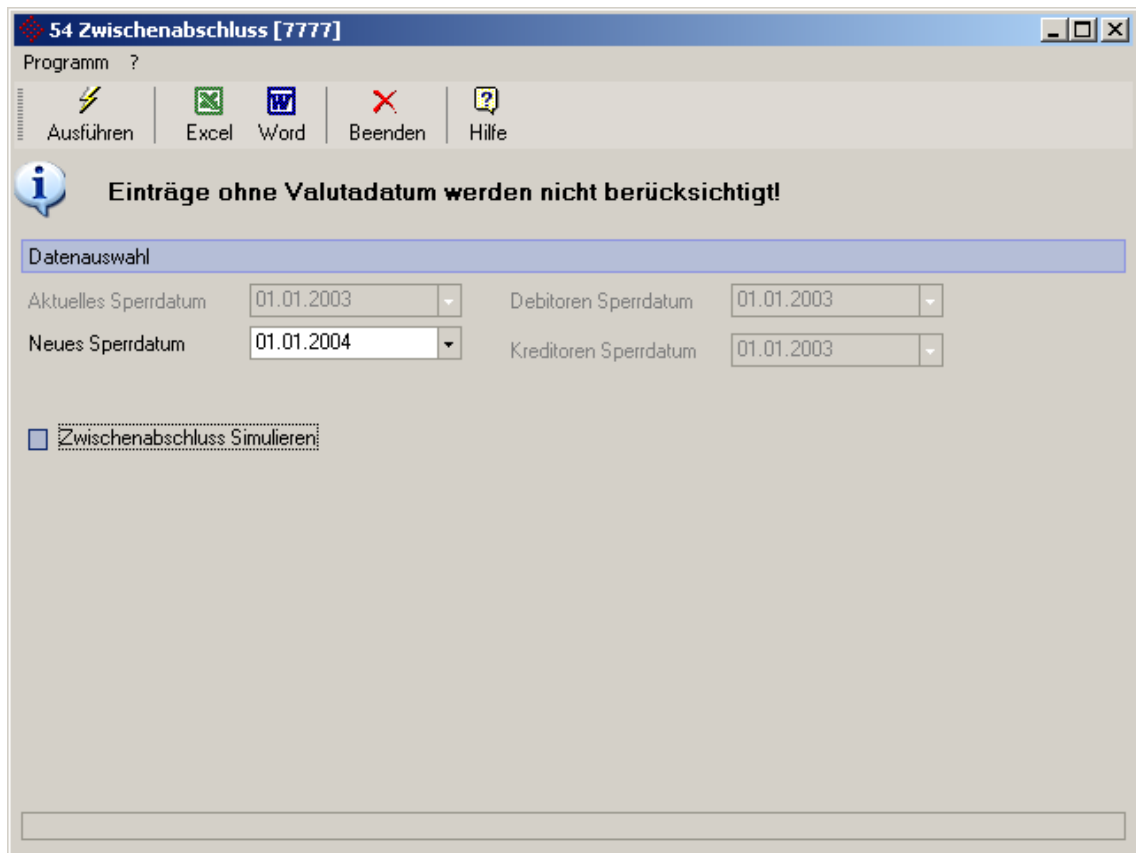 54 Zwischenabschluss [7777]
Programm ?
Ausführen Excel Word Beenden Hilfe
Einträge ohne Valutadatum werden nicht berücksichtigt!
Datenauswahl
Aktuelles Sperrdatum 01.01.2003 Debitoren Sperrdatum 01.01.2003
Neues Sperrdatum 01.01.2004 Kreditoren Sperrdatum 01.01.2003
Zwischenabschluss Simulieren